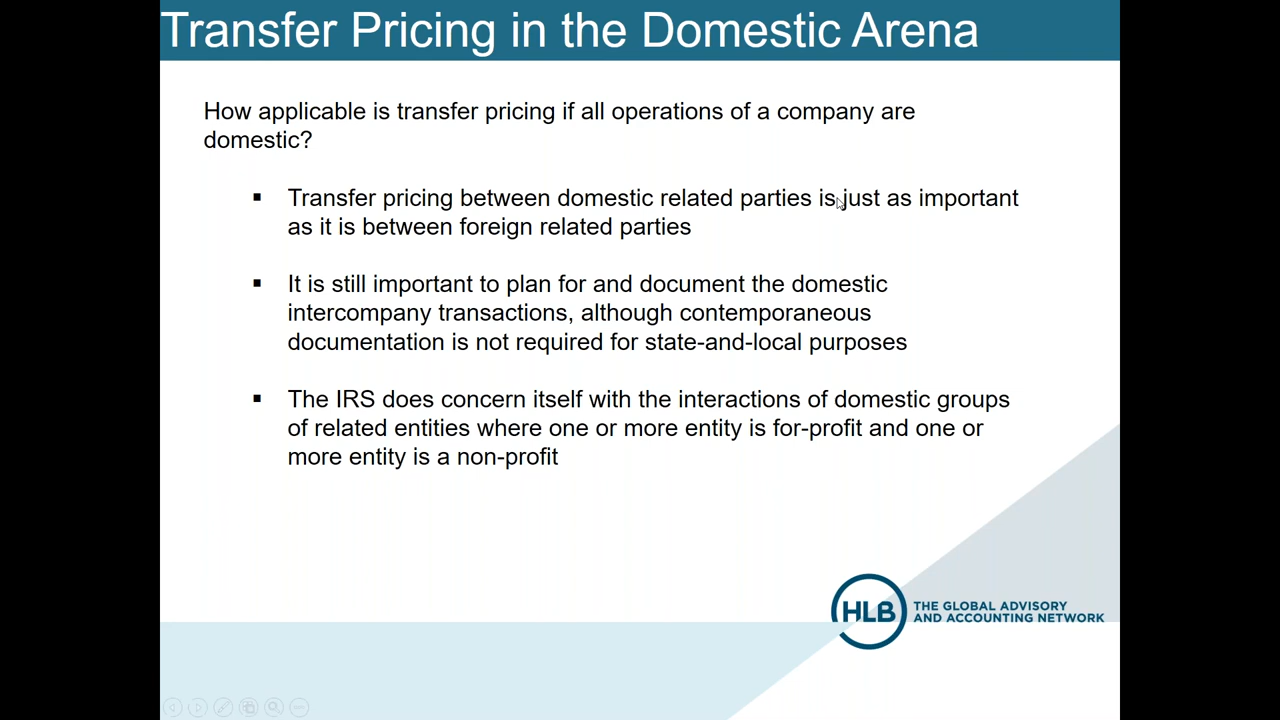 Transfer Pricing in the Domestic Arena
How applicable is transfer pricing if all operations of a company are
domestic?
▪ Transfer pricing between domestic related parties is just as important
as it is between foreign related parties
▪ It is still important to plan for and document the domestic
intercompany transactions, although contemporaneous
documentation is not required for state-and-local purposes
▪ The IRS does concern itself with the interactions of domestic groups
of related entities where one or more entity is for-profit and one or
more entity is a non-profit
HLB
THE GLOBAL ADVISORY
AND ACCOUNTING NETWORK